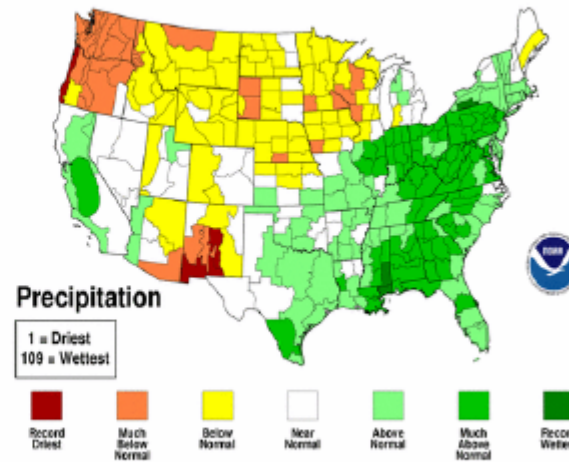 Precipitation
1 = Driest
109 = Wettest
Record
Driest
Much
Below
Normal
Below
Normal
Near
Normal
Above
Normal
Much
Above
Normal